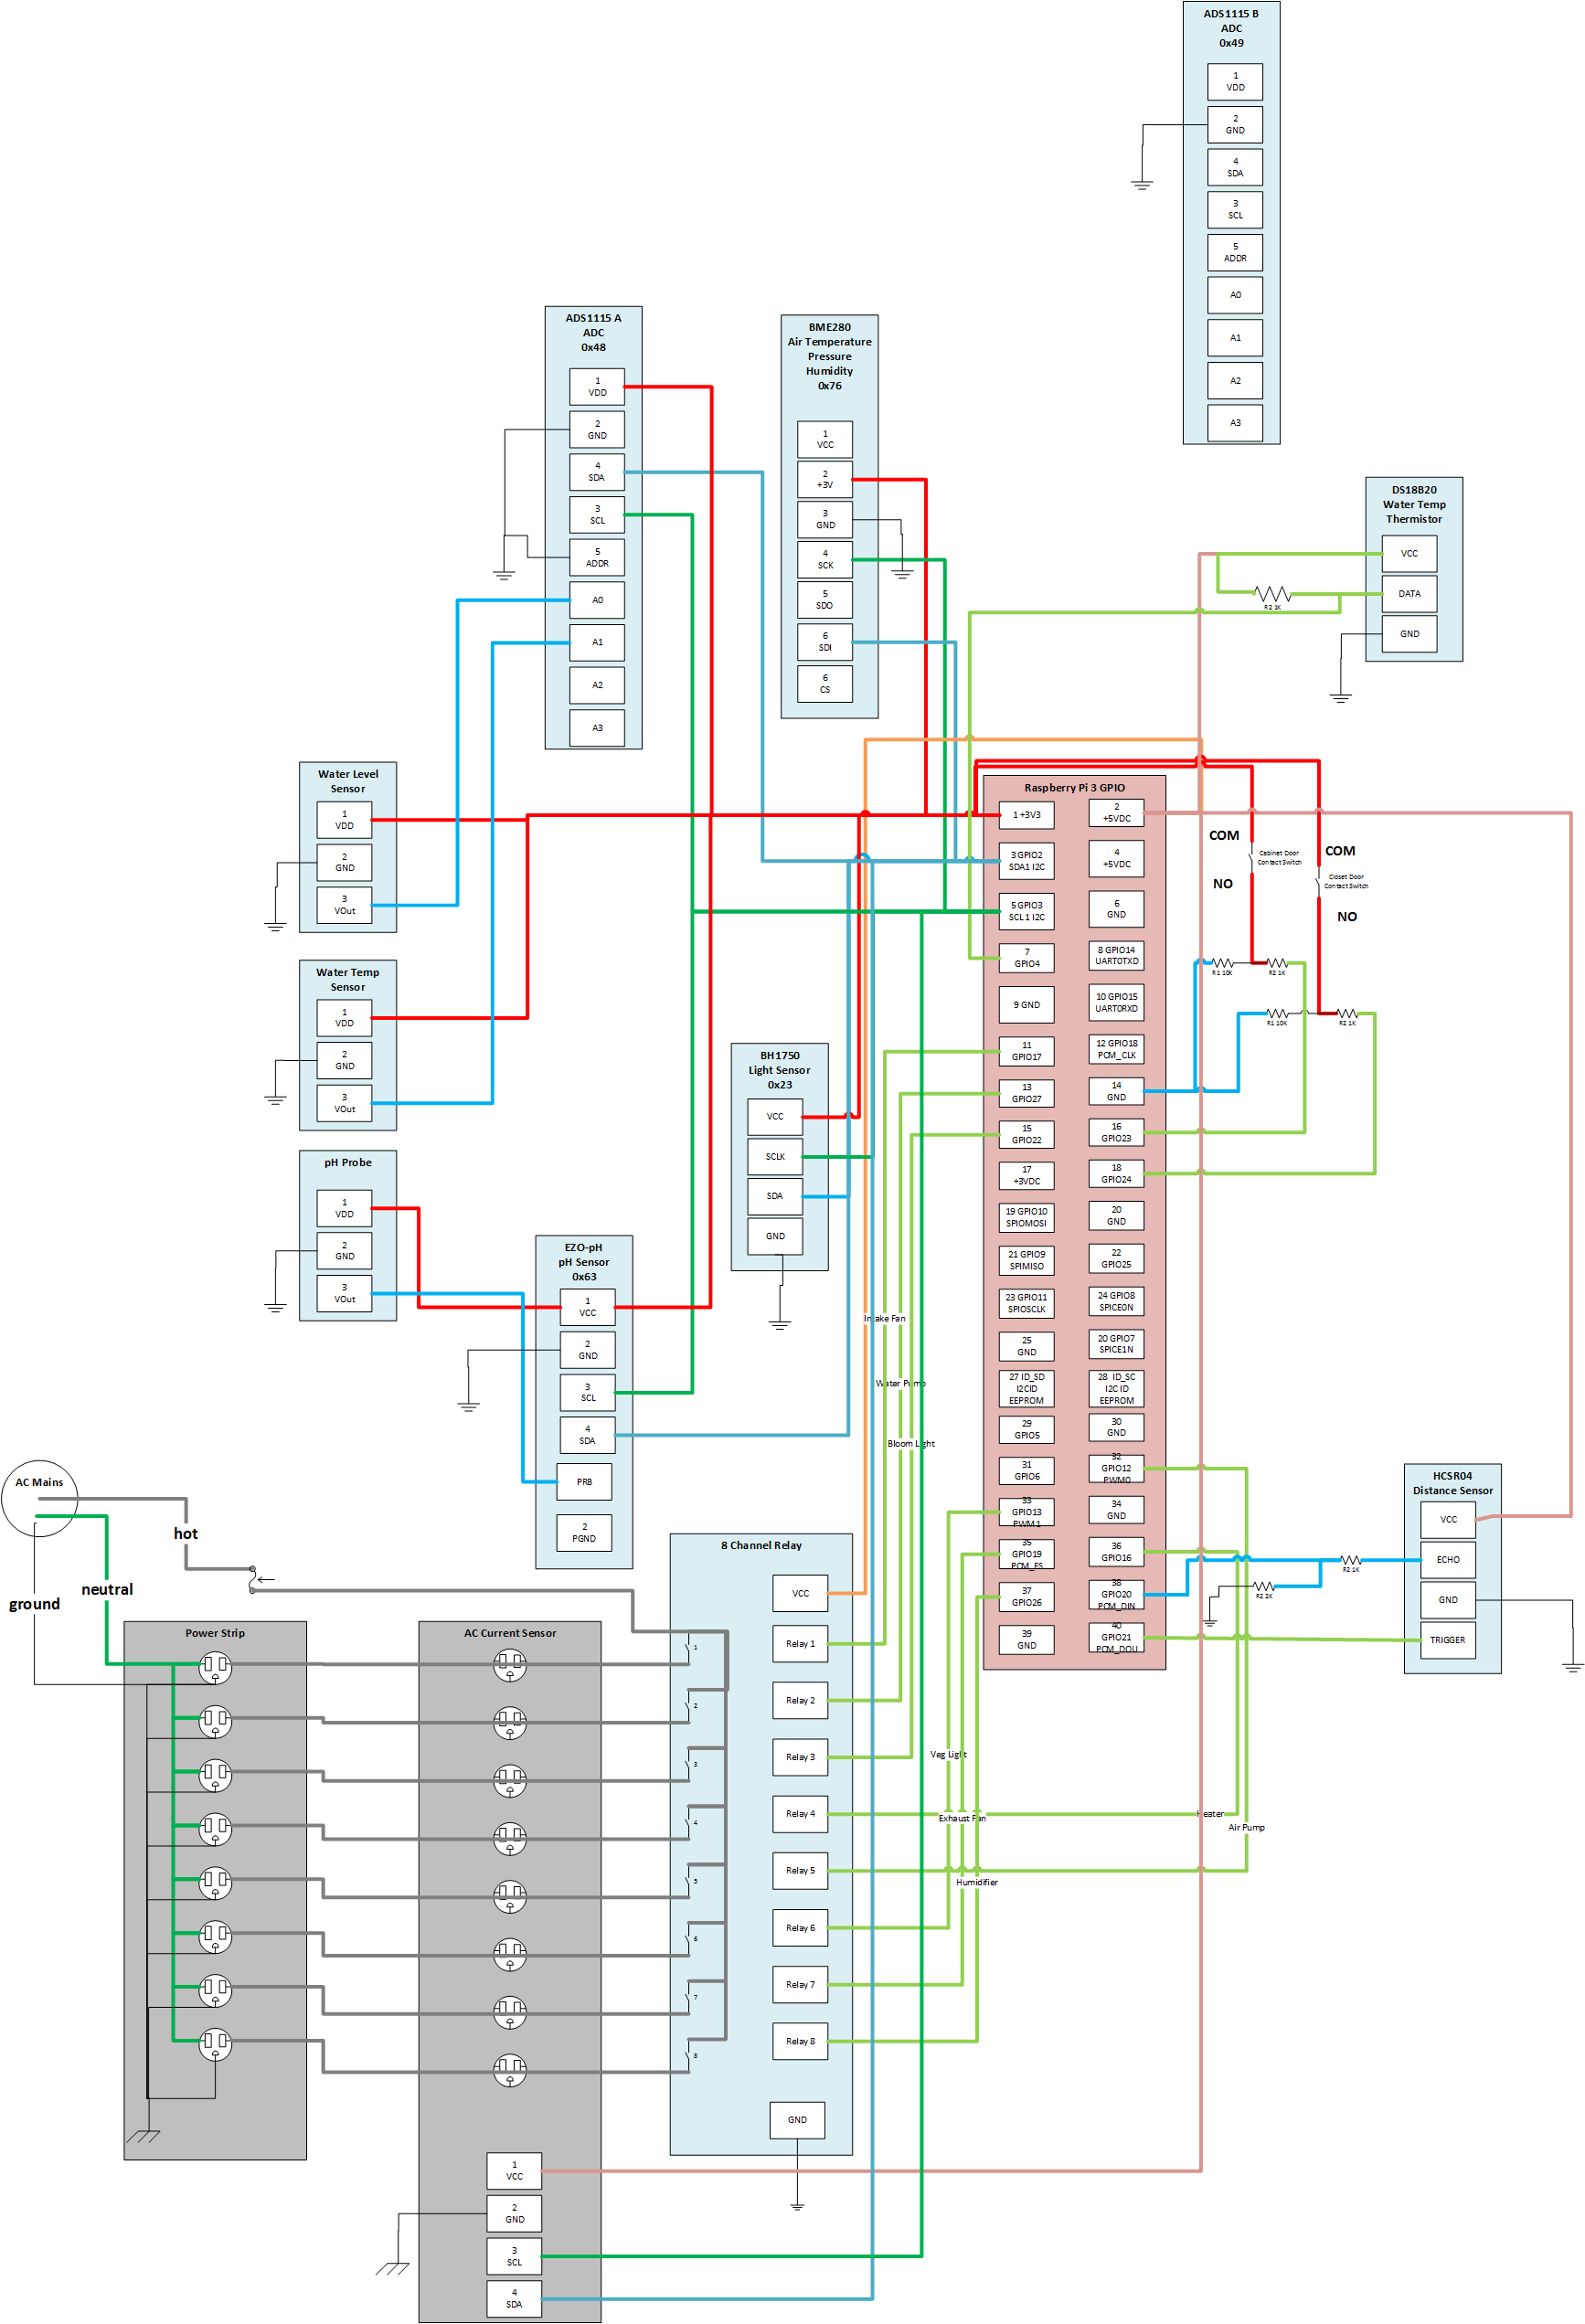 ADS1115 B
ADC
0x49
1
VDD
2
GND
4
SDA
3
SCL
5
ADDR
A0
A1
A2
A3
ADS1115 A
ADC
0x48
1
VDD
2
GND
4
SDA
3
SCL
5
ADDR
A0
A1
A2
A3
BME280
Air Temperature
Pressure
Humidity
0x76
1
VCC
2
+3V
3
GND
4
SCK
5
SDO
6
SDI
6
CS
DS18B20
Water Temp
Thermistor
VCC
DATA
GND
R2 1K
Water Level
Sensor
1
VDD
2
GND
3
VOut
Water Temp
Sensor
1
VDD
2
GND
3
VOut
pH Probe
1
VDD
2
GND
3
VOut
EZO-pH
pH Sensor
0x63
1
VCC
2
GND
3
SCL
4
SDA
PRB
2
PGND
BH1750
Light Sensor
0x23
VCC
SCLK
SDA
GND
Raspberry Pi 3 GPIO
1 +3V3
2
+5VDC
3 GPIO2
SDA1 I2C
4
+5VDC
5 GPIO3
SCL 1 I2C
6
GND
7
GPIO4
8 GPIO14
UART0TXD
9 GND
10 GPIO15
UART0RXD
11
GPIO17
12 GPIO18
PCM_CLK
13
GPIO27
14
GND
15
GPIO22
16
GPIO23
17
+3VDC
18
GPIO24
19 GPIO10
SPIOMOSI
20
GND
21 GPIO9
SPIMISO
22
GPIO25
23 GPIO11
SPIOSCLK
24 GPIO8
SPICE0N
25
GND
20 GPIO7
SPICE1N
27 ID_SD
I2CID
EEPROM
28 ID_SC
I2C ID
EEPROM
29
GPIO5
30
GND
31
GPIO6
32
GPIO12
PWM0
33
GPIO13
PWM1
34
GND
35
GPIO19
PCM_FS
36
GPIO16
37
GPIO26
38
GPIO20
PCM_DIN
39
GND
40
GPIO21
PCM_DOU
COM
Cabinet Door
Contact Switch
NO
COM
Closet Door
Contact Switch
NO
R1 10K
R2 1K
R1 10K
R2 1K
HCSR04
Distance Sensor
VCC
ECHO
GND
TRIGGER
R2 1K
R2 2K
Intake Fan
Water Pump
Bloom Light
Veg Light
Exhaust Fan
Humidifier
Heater
Air Pump
AC Mains
hot
neutral
ground
Power Strip
AC Current Sensor
1
VCC
2
GND
3
SCL
4
SDA
8 Channel Relay
VCC
Relay 1
Relay 2
Relay 3
Relay 4
Relay 5
Relay 6
Relay 7
Relay 8
GND
1
2
3
4
5
6
7
8